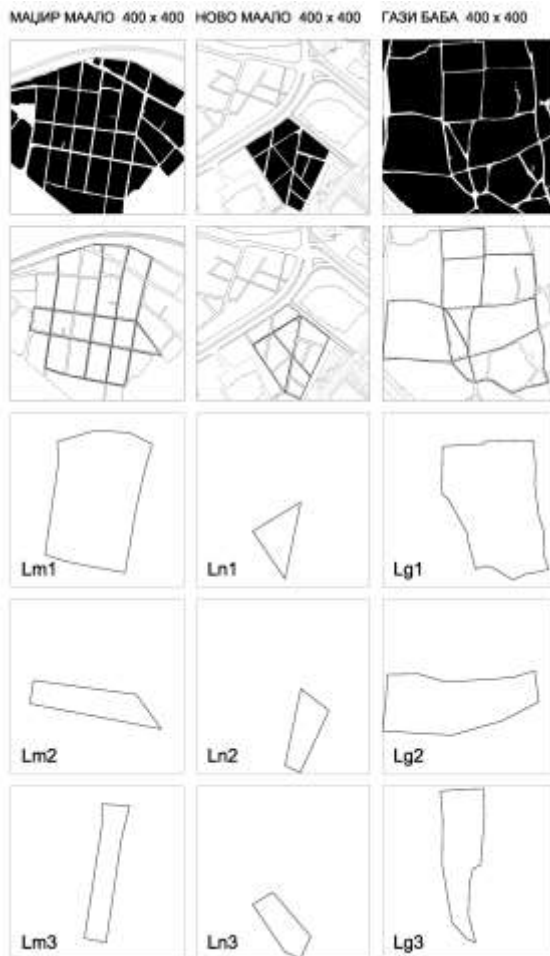 МАЏИР МААЛО 400 x 400 НОВО МААЛО 400 x 400 ГАЗИ БАБА 400 x 400
Lm1 Ln1 Lg1
Lm2 Ln2 Lg2
Lm3 Ln3 Lg3